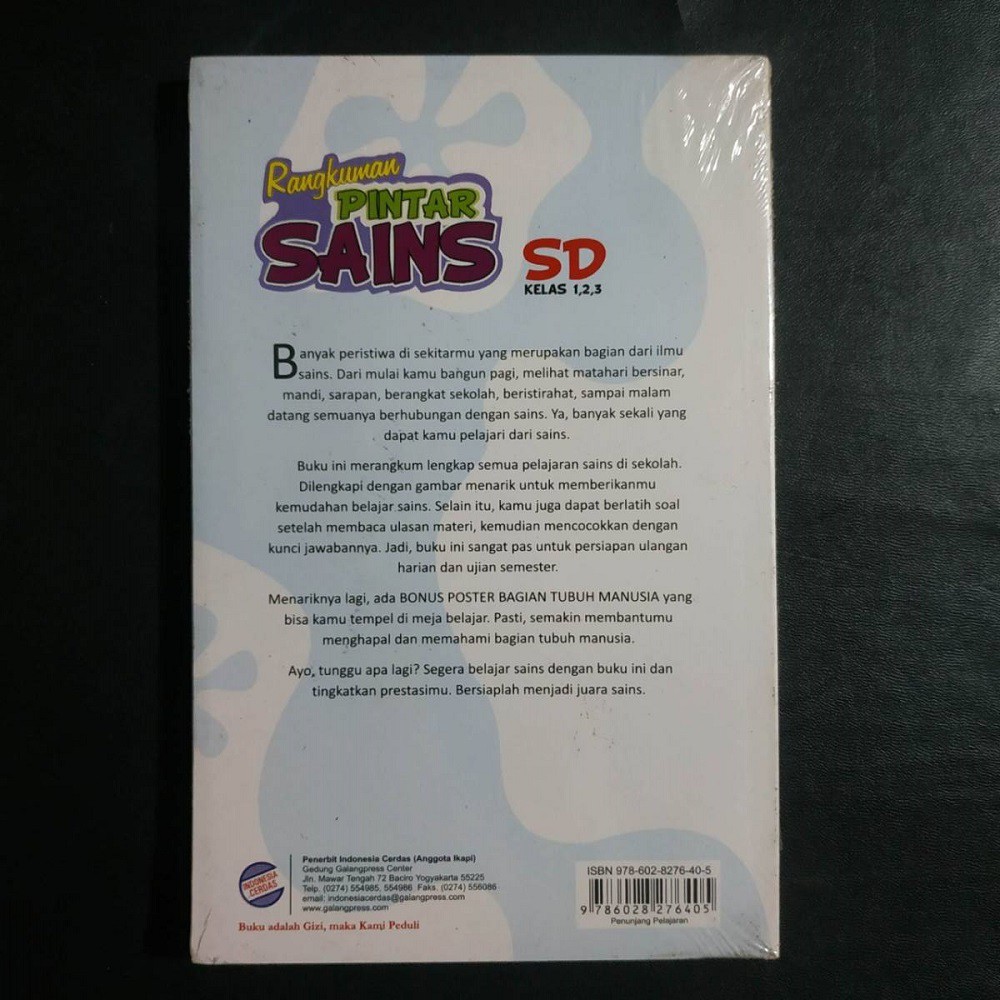 Rangkuman
PINTAR
SAINS
SD
KELAS 1,2,3
Banyak peristiwa di sekitarmu yang merupakan bagian dari ilmu
sains. Dari mulai kamu bangun pagi, melihat matahari bersinar,
mandi, sarapan, berangkat sekolah, beristirahat, sampai malam
datang semuanya berhubungan dengan sains. Ya, banyak sekali yang
dapat kamu pelajari dari sains.
Buku ini merangkum lengkap semua pelajaran sains di sekolah.
Dilengkapi dengan gambar menarik untuk memberikanmu
kemudahan belajar sains. Selain itu, kamu juga dapat berlatih soal
setelah membaca ulasan materi, kemudian mencocokkan dengan
kunci jawabannya. Jadi, buku ini sangat pas untuk persiapan ulangan
harian dan ujian semester.
Menariknya lagi, ada BONUS POSTER BAGIAN TUBUH MANUSIA yang
bisa kamu tempel di meja belajar. Pasti, semakin membantumu
menghapal dan memahami bagian tubuh manusia.
Ayo, tunggu apa lagi? Segera belajar sains dengan buku ini dan
tingkatkan prestasimu. Bersiaplah menjadi juara sains.
INDONESIA
CERDAS
Penerbit Indonesia Cerdas (Anggota Ikapi)
Gedung Galangpress Center
Jln. Mawar Tengah 72 Baciro Yogyakarta 55225
Telp. (0274) 554985, 554986 Faks. (0274) 556086
email: indonesiacerdas@galangpress.com
www.galangpress.com
Buku adalah Gizi, maka Kami Peduli
ISBN 978-602-8276-40-5
9 786028 276405
Penunjang Pelajaran